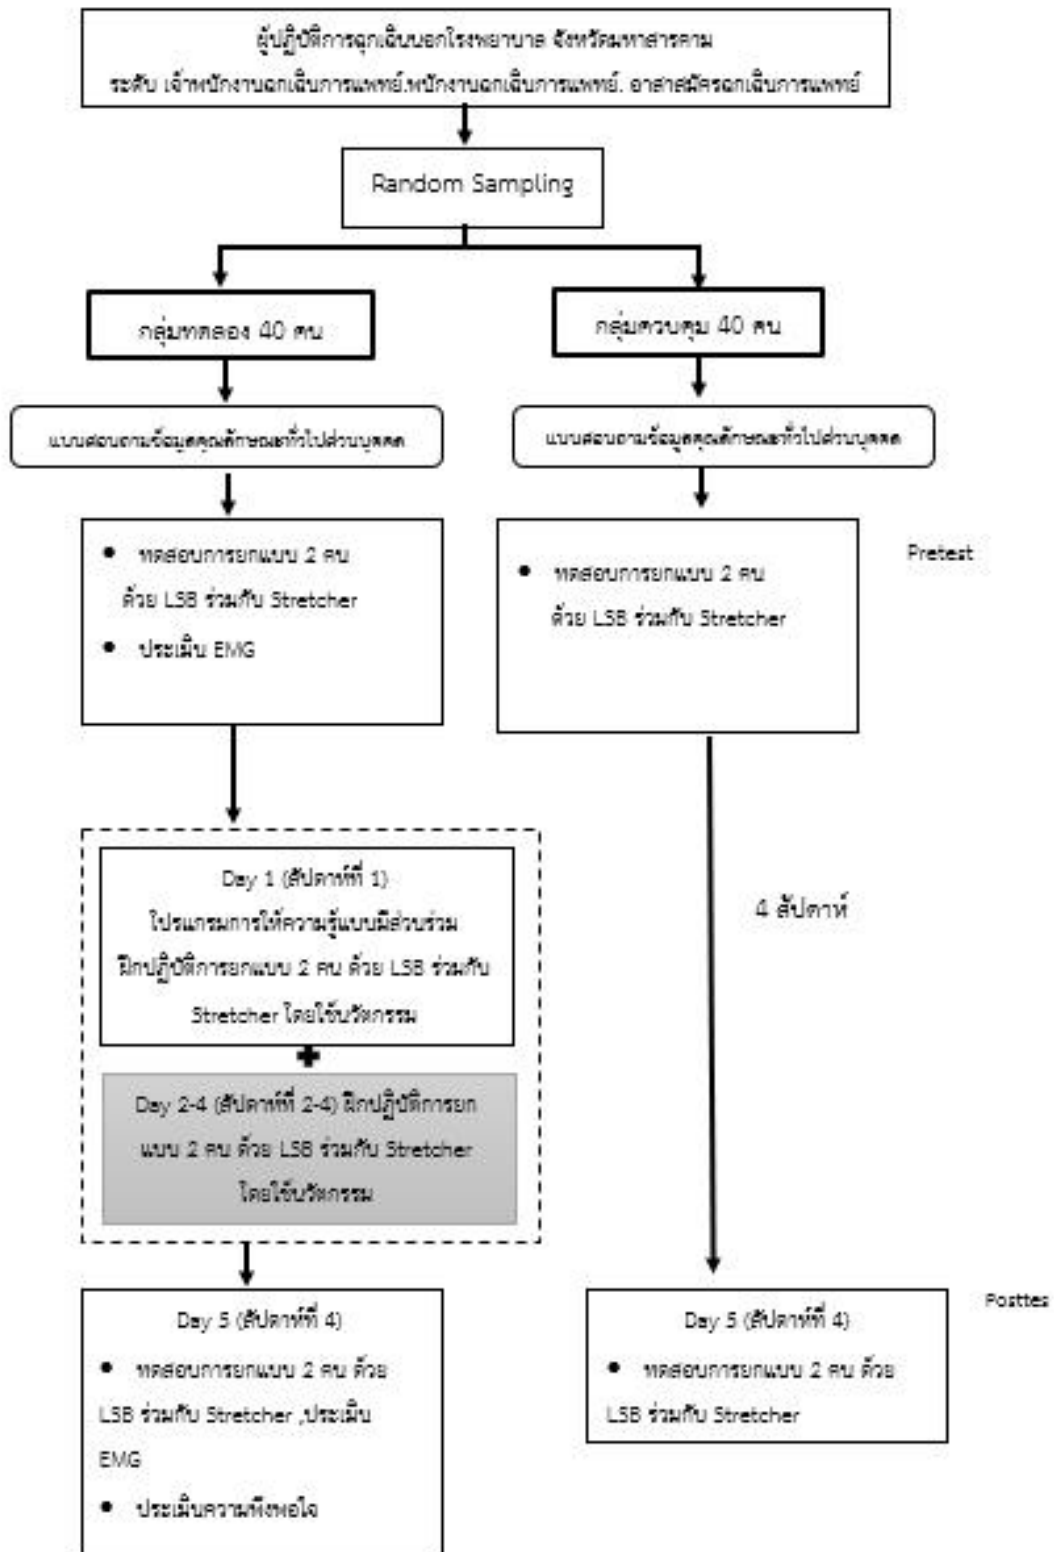 ผู้ปฏิบัติการฉุกเฉินนอกโรงพยาบาล จังหวัดมหาสารคาม
ระดับ เจ้าพนักงานฉุกเฉินการแพทย์,พนักงานฉุกเฉินการแพทย์, อาสาสมัครฉุกเฉินการแพทย์
Random Sampling
กลุ่มทดลอง 40 คน
กลุ่มควบคุม 40 คน
แบบสอบถามข้อมูลคุณลักษณะทั่วไปส่วนบุคคล
แบบสอบถามข้อมูลคุณลักษณะทั่วไปส่วนบุคคล
• ทดสอบการยกแบบ 2 คน
ด้วย LSB ร่วมกับ Stretcher
• ประเมิน EMG
• ทดสอบการยกแบบ 2 คน
ด้วย LSB ร่วมกับ Stretcher
Pretest
Day 1 (สัปดาห์ที่ 1)
โปรแกรมการให้ความรู้แบบมีส่วนร่วม
ฝึกปฏิบัติการยกแบบ 2 คน ด้วย LSB ร่วมกับ
Stretcher โดยใช้นวัตกรรม
4 สัปดาห์
Day 2-4 (สัปดาห์ที่ 2-4) ฝึกปฏิบัติการยก
แบบ 2 คน ด้วย LSB ร่วมกับ Stretcher
โดยใช้นวัตกรรม
Day 5 (สัปดาห์ที่ 4)
• ทดสอบการยกแบบ 2 คน ด้วย
LSB ร่วมกับ Stretcher ,ประเมิน
EMG
• ประเมินความพึงพอใจ
Day 5 (สัปดาห์ที่ 4)
• ทดสอบการยกแบบ 2 คน ด้วย
LSB ร่วมกับ Stretcher
Posttes